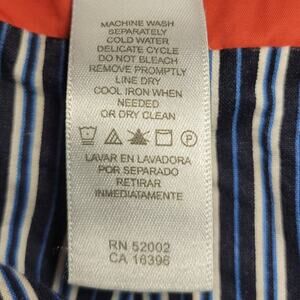 MACHINE WASH
SEPARATELY
COLD WATER
DELICATE CYCLE
DO NOT BLEACH
REMOVE PROMPTLY
LINE DRY
COOL IRON WHEN
NEEDED
OR DRY CLEAN
P
LAVAR EN LAVADORA
POR SEPARADO
RETIRAR
INMEDIATAMENTE
RN 52002
CA 16396